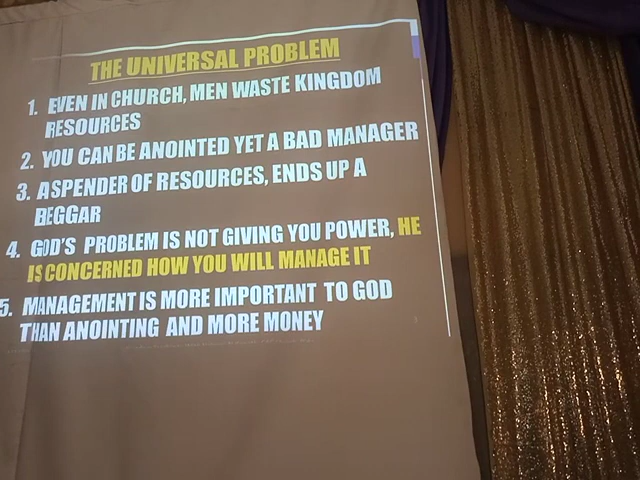 THE UNIVERSAL PROBLEM
1. EVEN IN CHURCH, MEN WASTE KINGDOM
RESOURCES
2. YOU CAN BE ANOINTED YET A BAD MANAGER
3. A SPENDER OF RESOURCES, ENDS UP A
BEGGAR
4. GOD'S PROBLEM IS NOT GIVING YOU POWER, HE
IS CONCERNED HOW YOU WILL MANAGE IT
5. MANAGEMENT IS MORE IMPORTANT TO GOD
THAN ANOINTING AND MORE MONEY